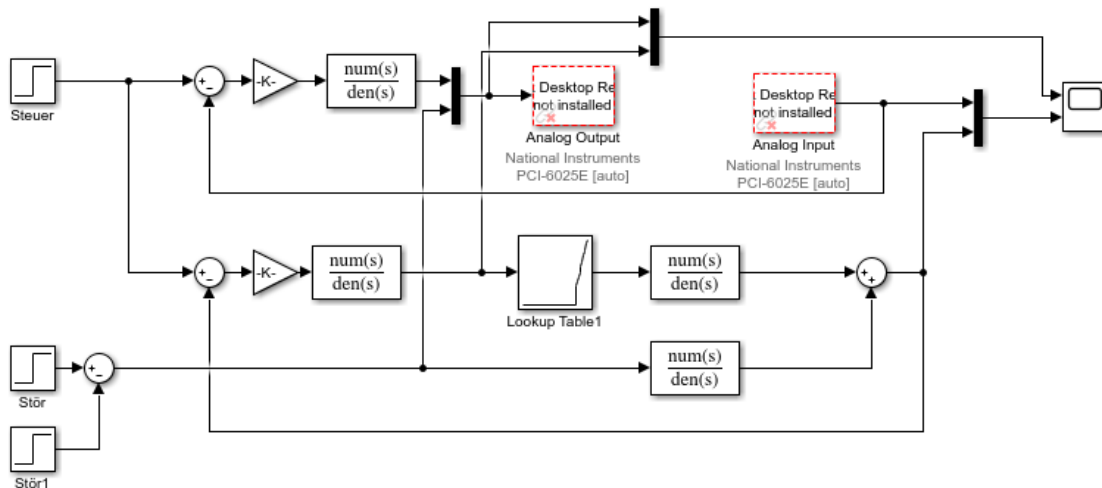 Steuer
-K-
num(s)
den(s)
Desktop Re
not installed
Analog Output
National Instruments
PCI-6025E [auto]
Desktop Re
not installed
Analog Input
National Instruments
PCI-6025E [auto]
-K-
num(s)
den(s)
Lookup Table1
num(s)
den(s)
num(s)
den(s)
Stör
Stör1